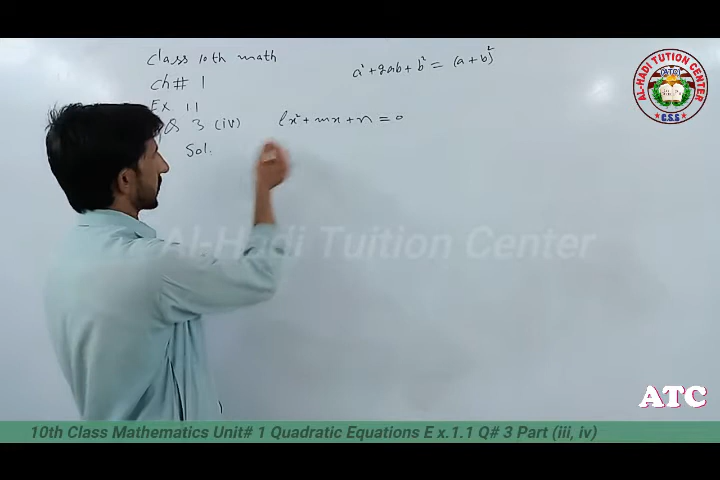 Class 10th math
Ch# 1
Ex 1.1
Q 3 (iv)
Sol.
a² + 2ab + b² = (a + b)²
lx² + mx + n = 0
AL-HADI TUITION CENTER
C.S.S
Al-Hadi Tuition Center
ATC
10th Class Mathematics Unit# 1 Quadratic Equations E x.1.1 Q# 3 Part (iii, iv)